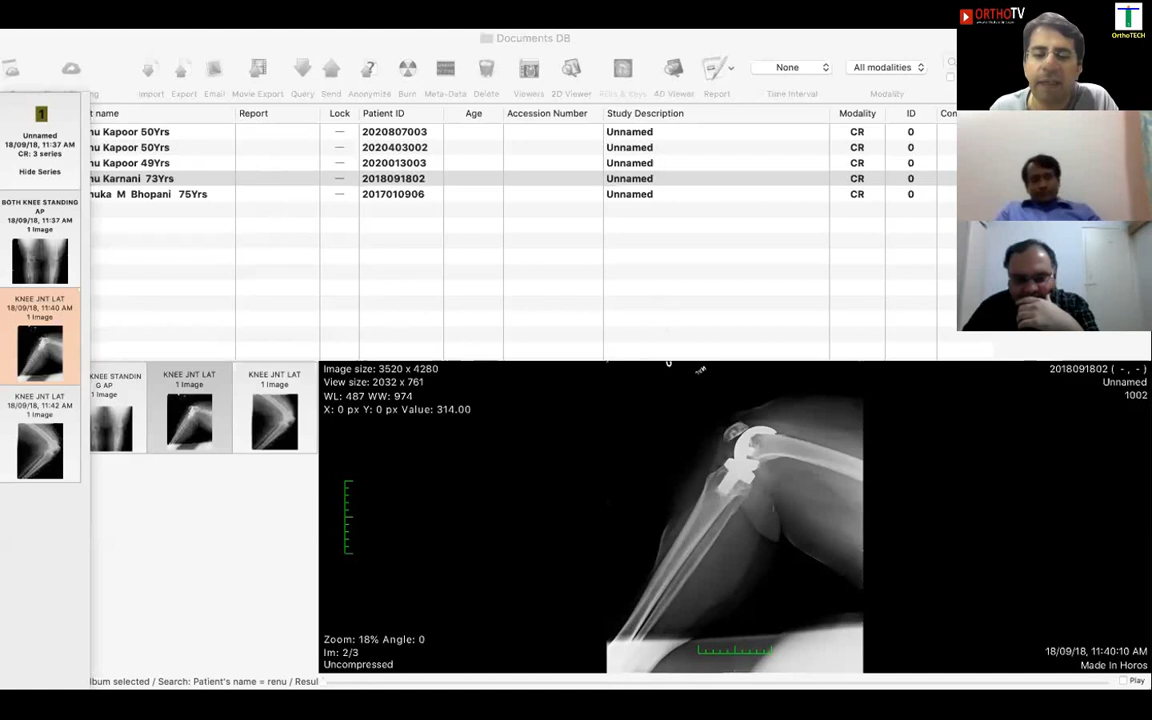 ORTHOTV
OrthoTECH
Documents DB
Import Export Email Movie Export Query Send Anonymize Burn Meta-Data Delete Viewers 2D Viewer 4D Viewer Report
None
All modalities
Time Interval
Modality
name Report Lock Patient ID Age Accession Number Study Description Modality ID
nu Kapoor 50Yrs — 2020807003 Unnamed CR 0
nu Kapoor 50Yrs — 2020403002 Unnamed CR 0
nu Kapoor 49Yrs — 2020013003 Unnamed CR 0
nu Karnani 73Yrs — 2018091802 Unnamed CR 0
nuka M Bhopani 75Yrs — 2017010906 Unnamed CR 0
1
Unnamed
18/09/18, 11:37 AM
CR: 3 series
Hide Series
BOTH KNEE STANDING
AP
18/09/18, 11:37 AM
1 Image
KNEE JNT LAT
18/09/18, 11:40 AM
1 Image
KNEE JNT LAT
18/09/18, 11:42 AM
1 Image
KNEE STANDIN
G AP
1 Image
KNEE JNT LAT
1 Image
KNEE JNT LAT
1 Image
Image size: 3520 x 4280
View size: 2032 x 761
WL: 487 WW: 974
X: 0 px Y: 0 px Value: 314.00
2018091802 ( - , - )
Unnamed
1002
Zoom: 18% Angle: 0
Im: 2/3
Uncompressed
18/09/18, 11:40:10 AM
Made In Horos
lbum selected / Search: Patient's name = renu / Resul
Play